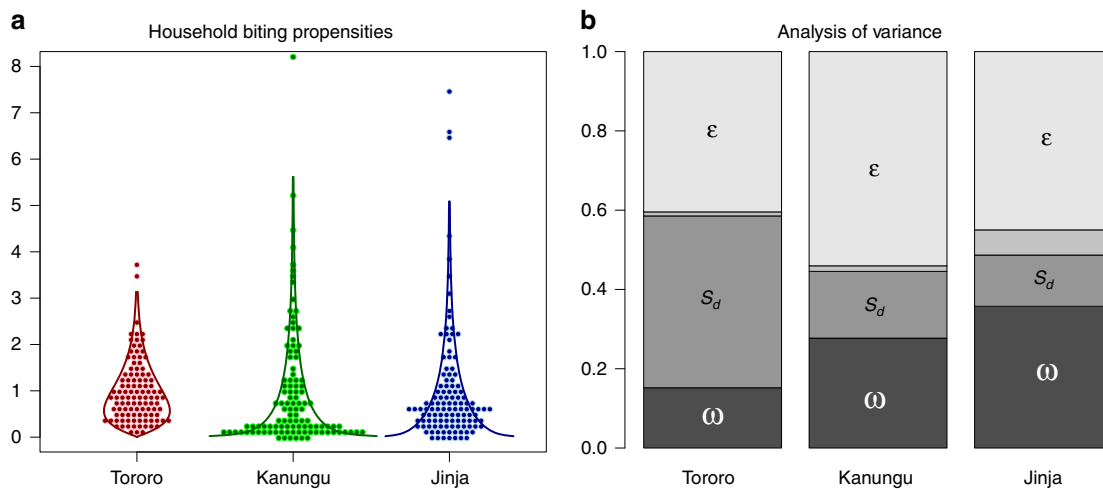 a
Household biting propensities
8
7
6
5
4
3
2
1
0
Tororo Kanungu Jinja
b
Analysis of variance
1.0
0.8
0.6
0.4
0.2
0.0
ε
S_d
ω
ε
S_d
ω
ε
S_d
ω
Tororo Kanungu Jinja